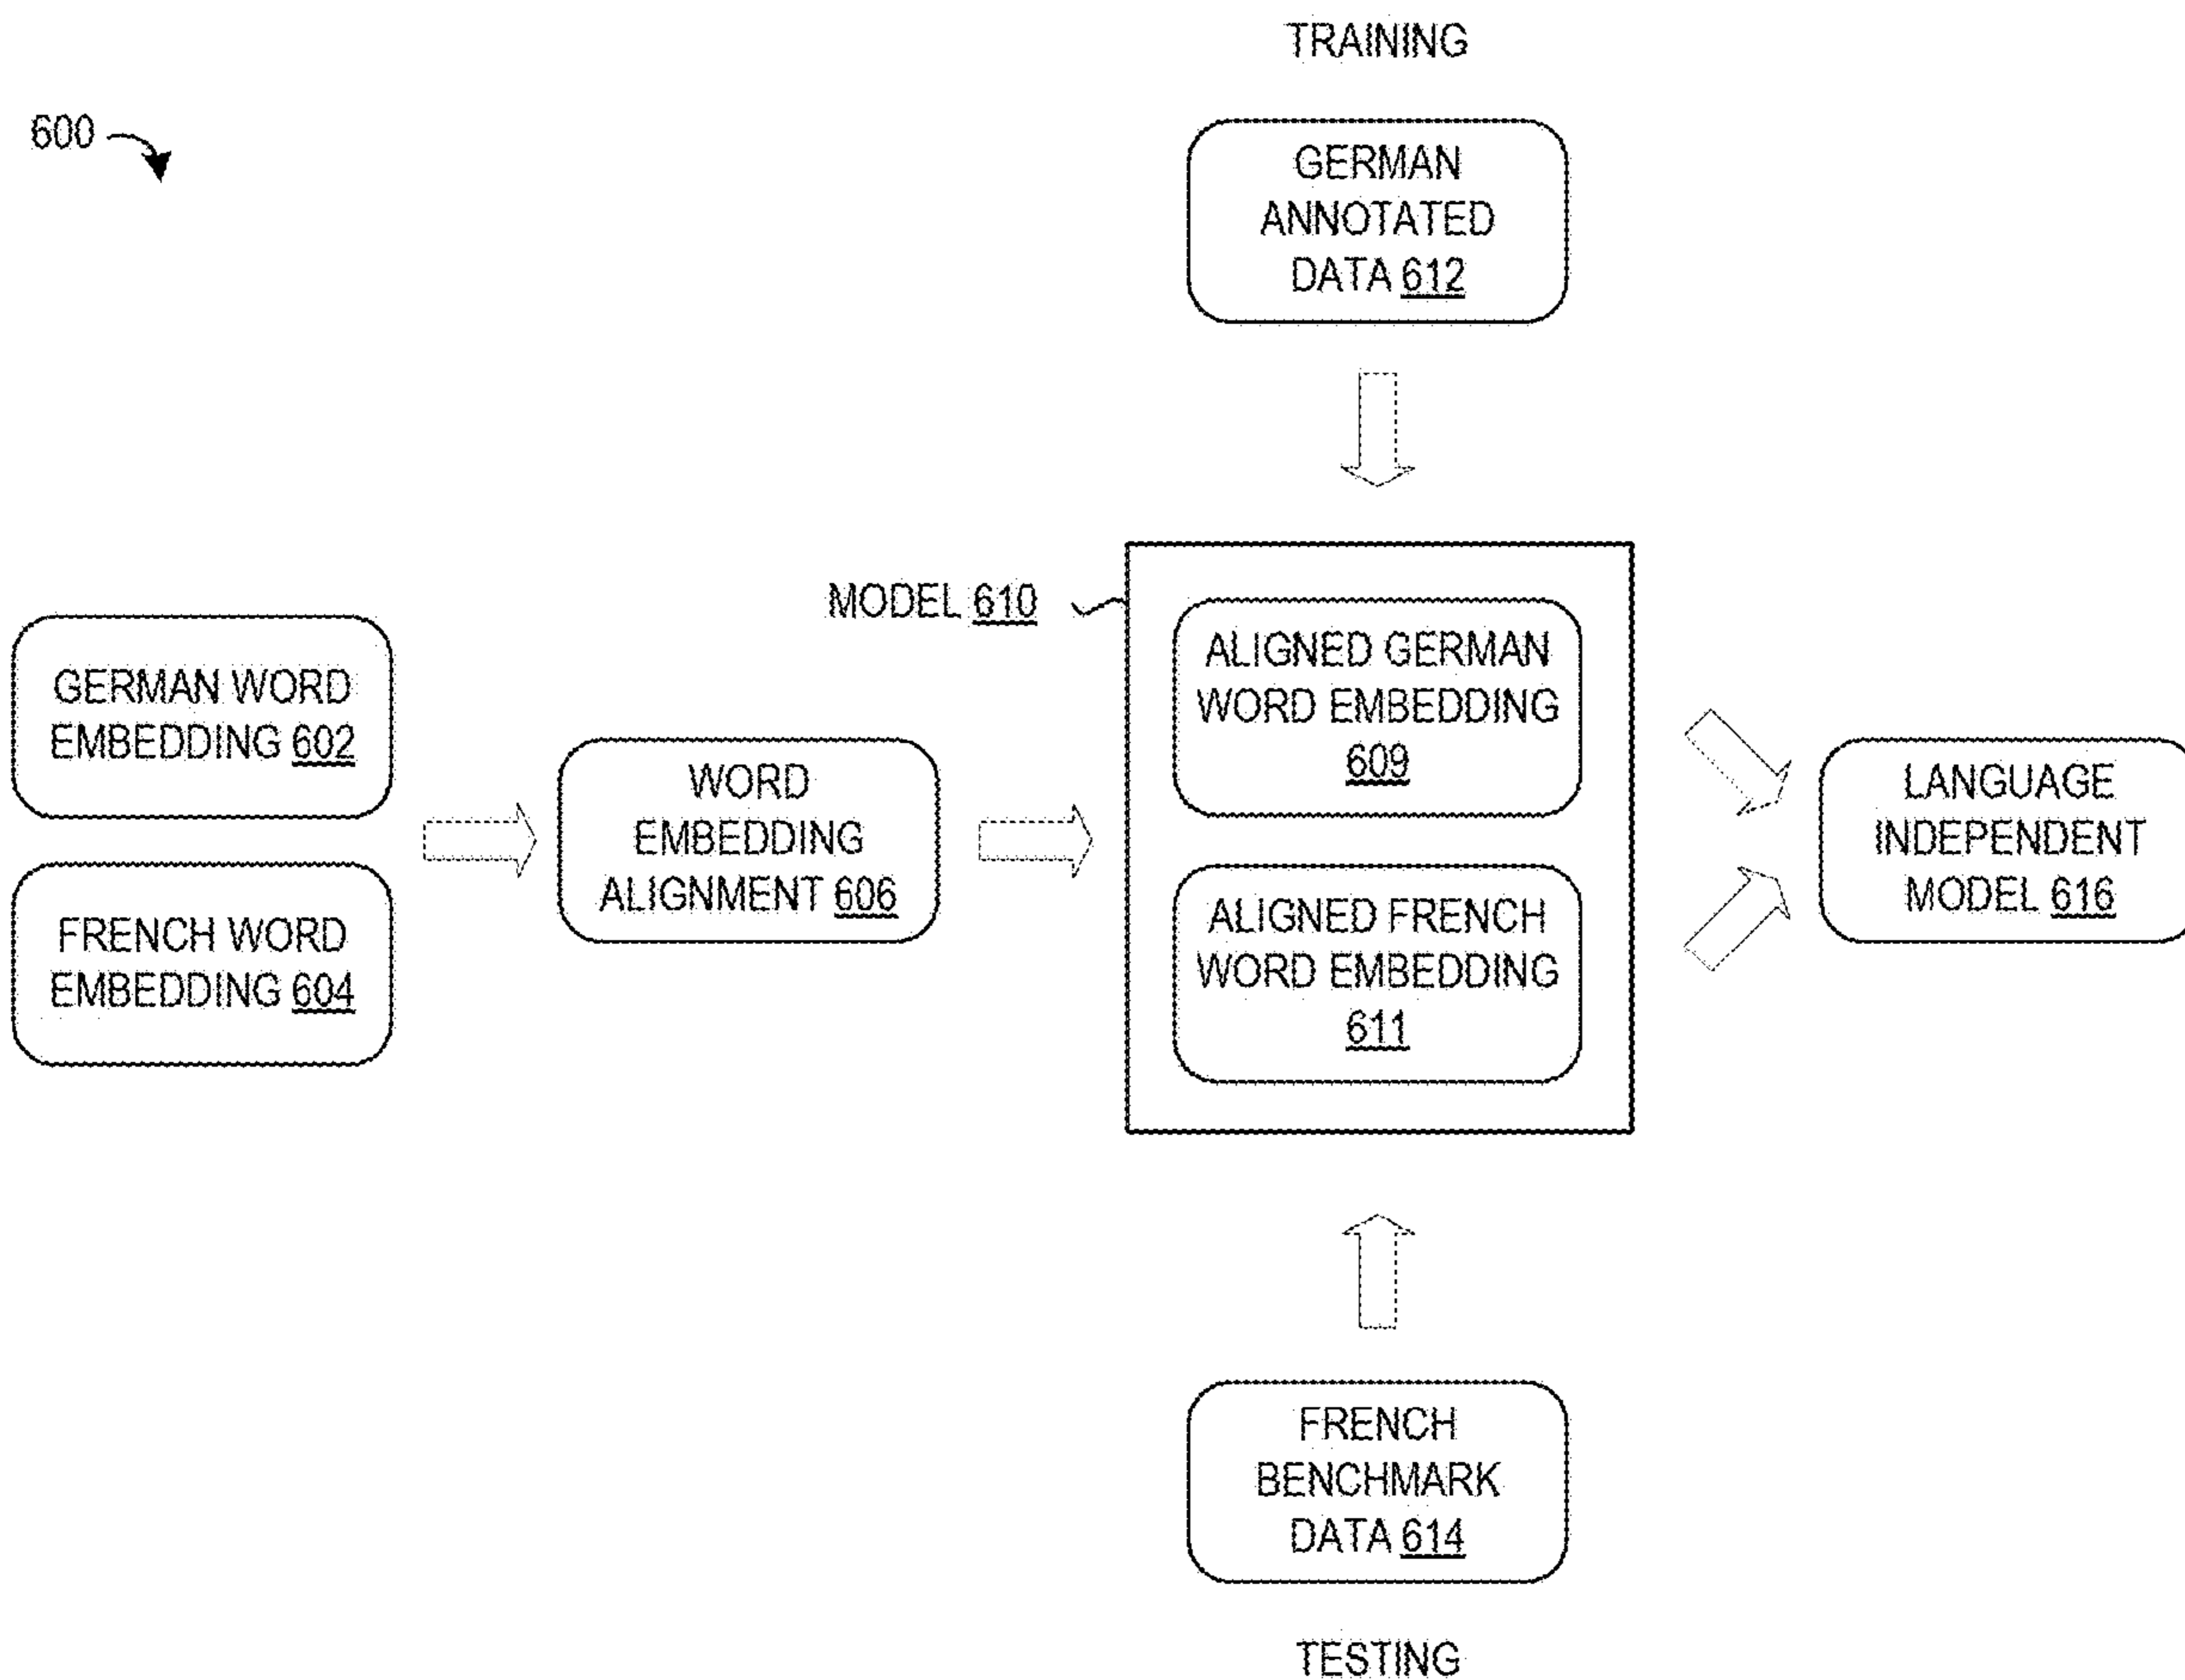 TRAINING
600
GERMAN
ANNOTATED
DATA 612
MODEL 610
ALIGNED GERMAN
WORD EMBEDDING
609
GERMAN WORD
EMBEDDING 602
WORD
EMBEDDING
ALIGNMENT 606
LANGUAGE
INDEPENDENT
MODEL 616
FRENCH WORD
EMBEDDING 604
ALIGNED FRENCH
WORD EMBEDDING
611
FRENCH
BENCHMARK
DATA 614
TESTING